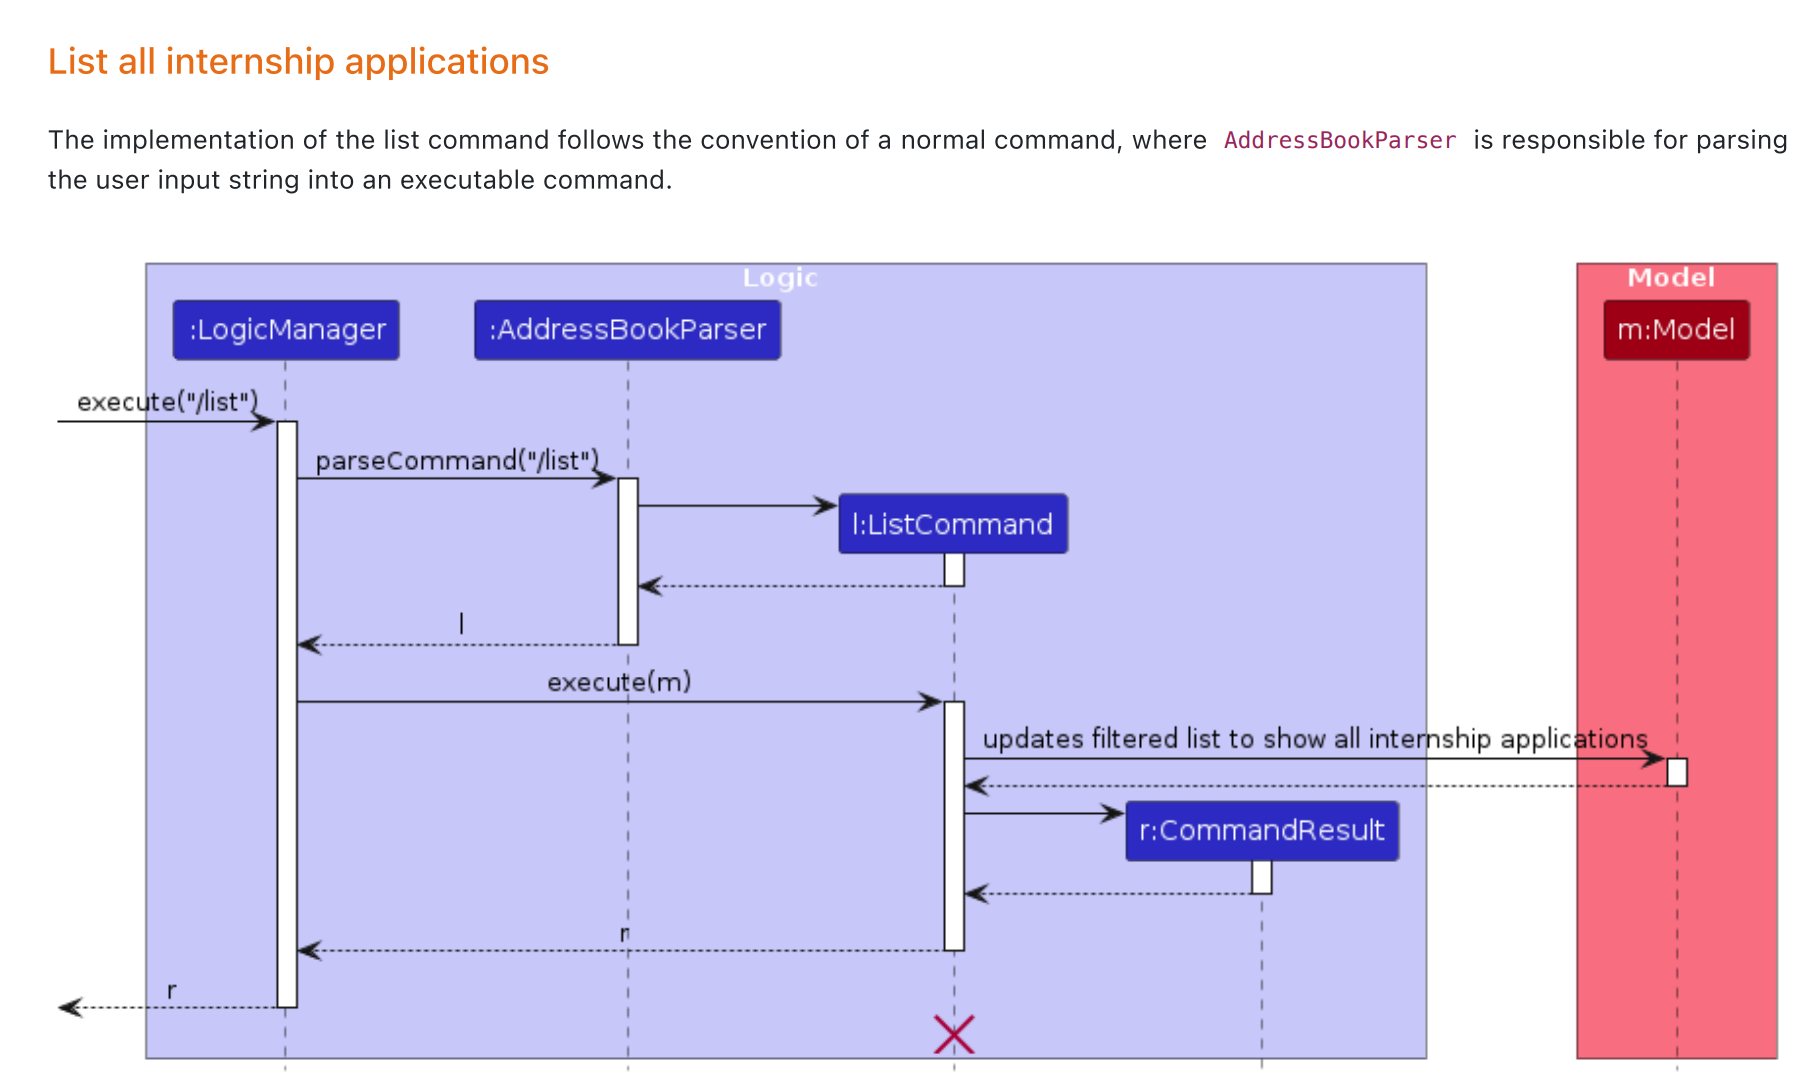 List all internship applications
The implementation of the list command follows the convention of a normal command, where AddressBookParser is responsible for parsing
the user input string into an executable command.
Logic
Model
:LogicManager
:AddressBookParser
m:Model
execute("/list")
parseCommand("/list")
l:ListCommand
l
execute(m)
updates filtered list to show all internship applications
r:CommandResult
r
r